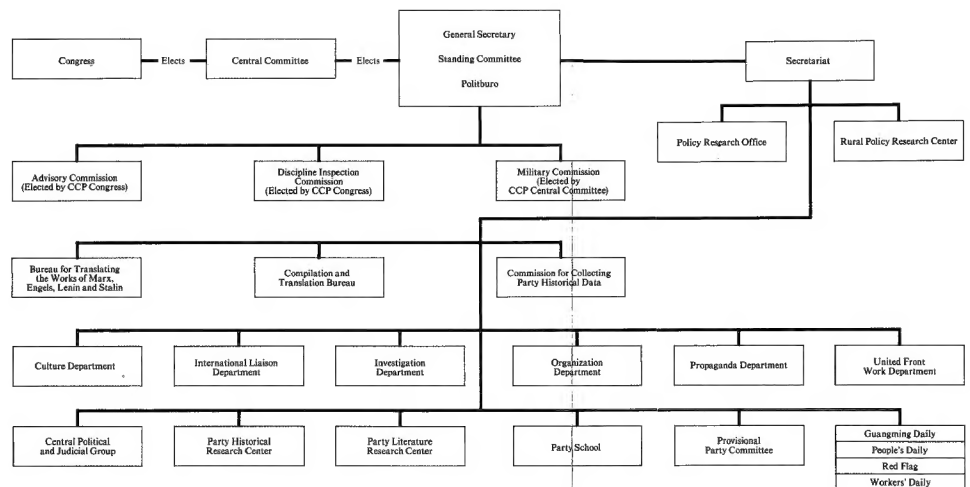 General Secretary
Standing Committee
Politburo
Congress
Elects
Central Committee
Elects
Secretariat
Policy Research Office
Rural Policy Research Center
Advisory Commission
(Elected by CCP Congress)
Discipline Inspection
Commission
(Elected by CCP Congress)
Military Commission
(Elected by
CCP Central Committee)
Bureau for Translating
the Works of Marx,
Engels, Lenin and Stalin
Compilation and
Translation Bureau
Commission for Collecting
Party Historical Data
Culture Department
International Liaison
Department
Investigation
Department
Organization
Department
Propaganda Department
United Front
Work Department
Central Political
and Judicial Group
Party Historical
Research Center
Party Literature
Research Center
Party School
Provisional
Party Committee
Guangming Daily
People's Daily
Red Flag
Workers' Daily